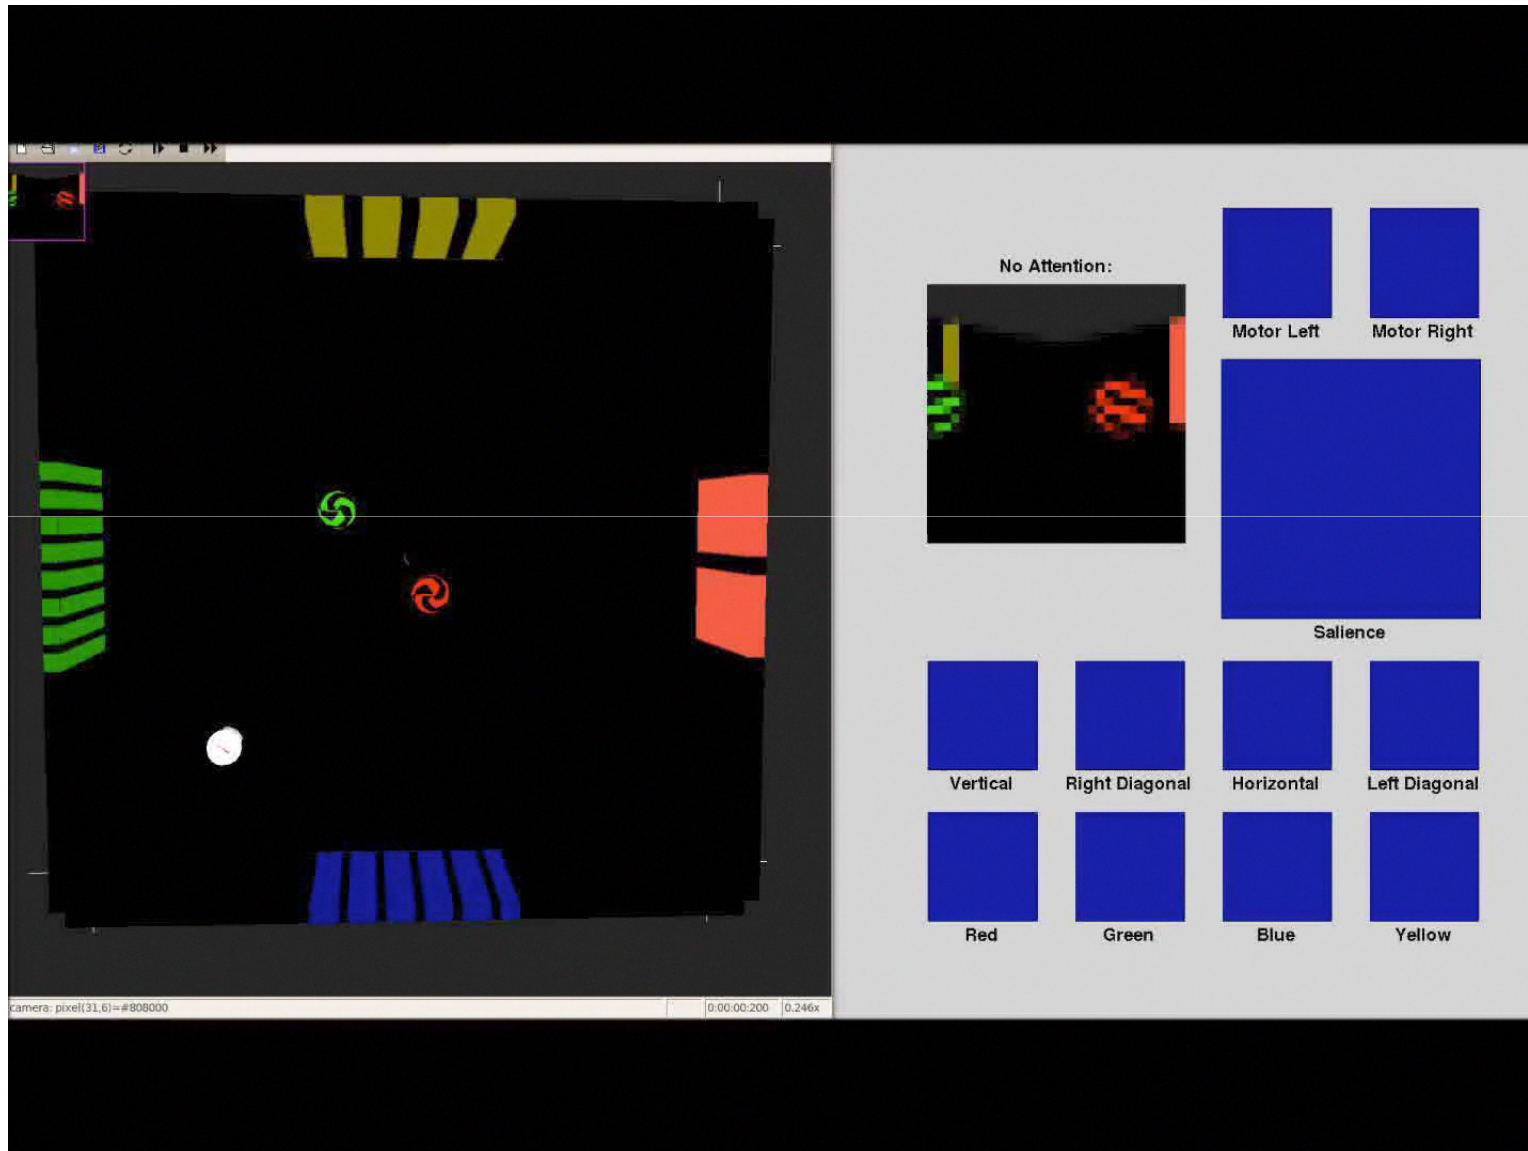 No Attention:
Motor Left
Motor Right
Salience
Vertical
Right Diagonal
Horizontal
Left Diagonal
Red
Green
Blue
Yellow
camera: pixel(31,6)=#808000
0:00:00:200
0.246x